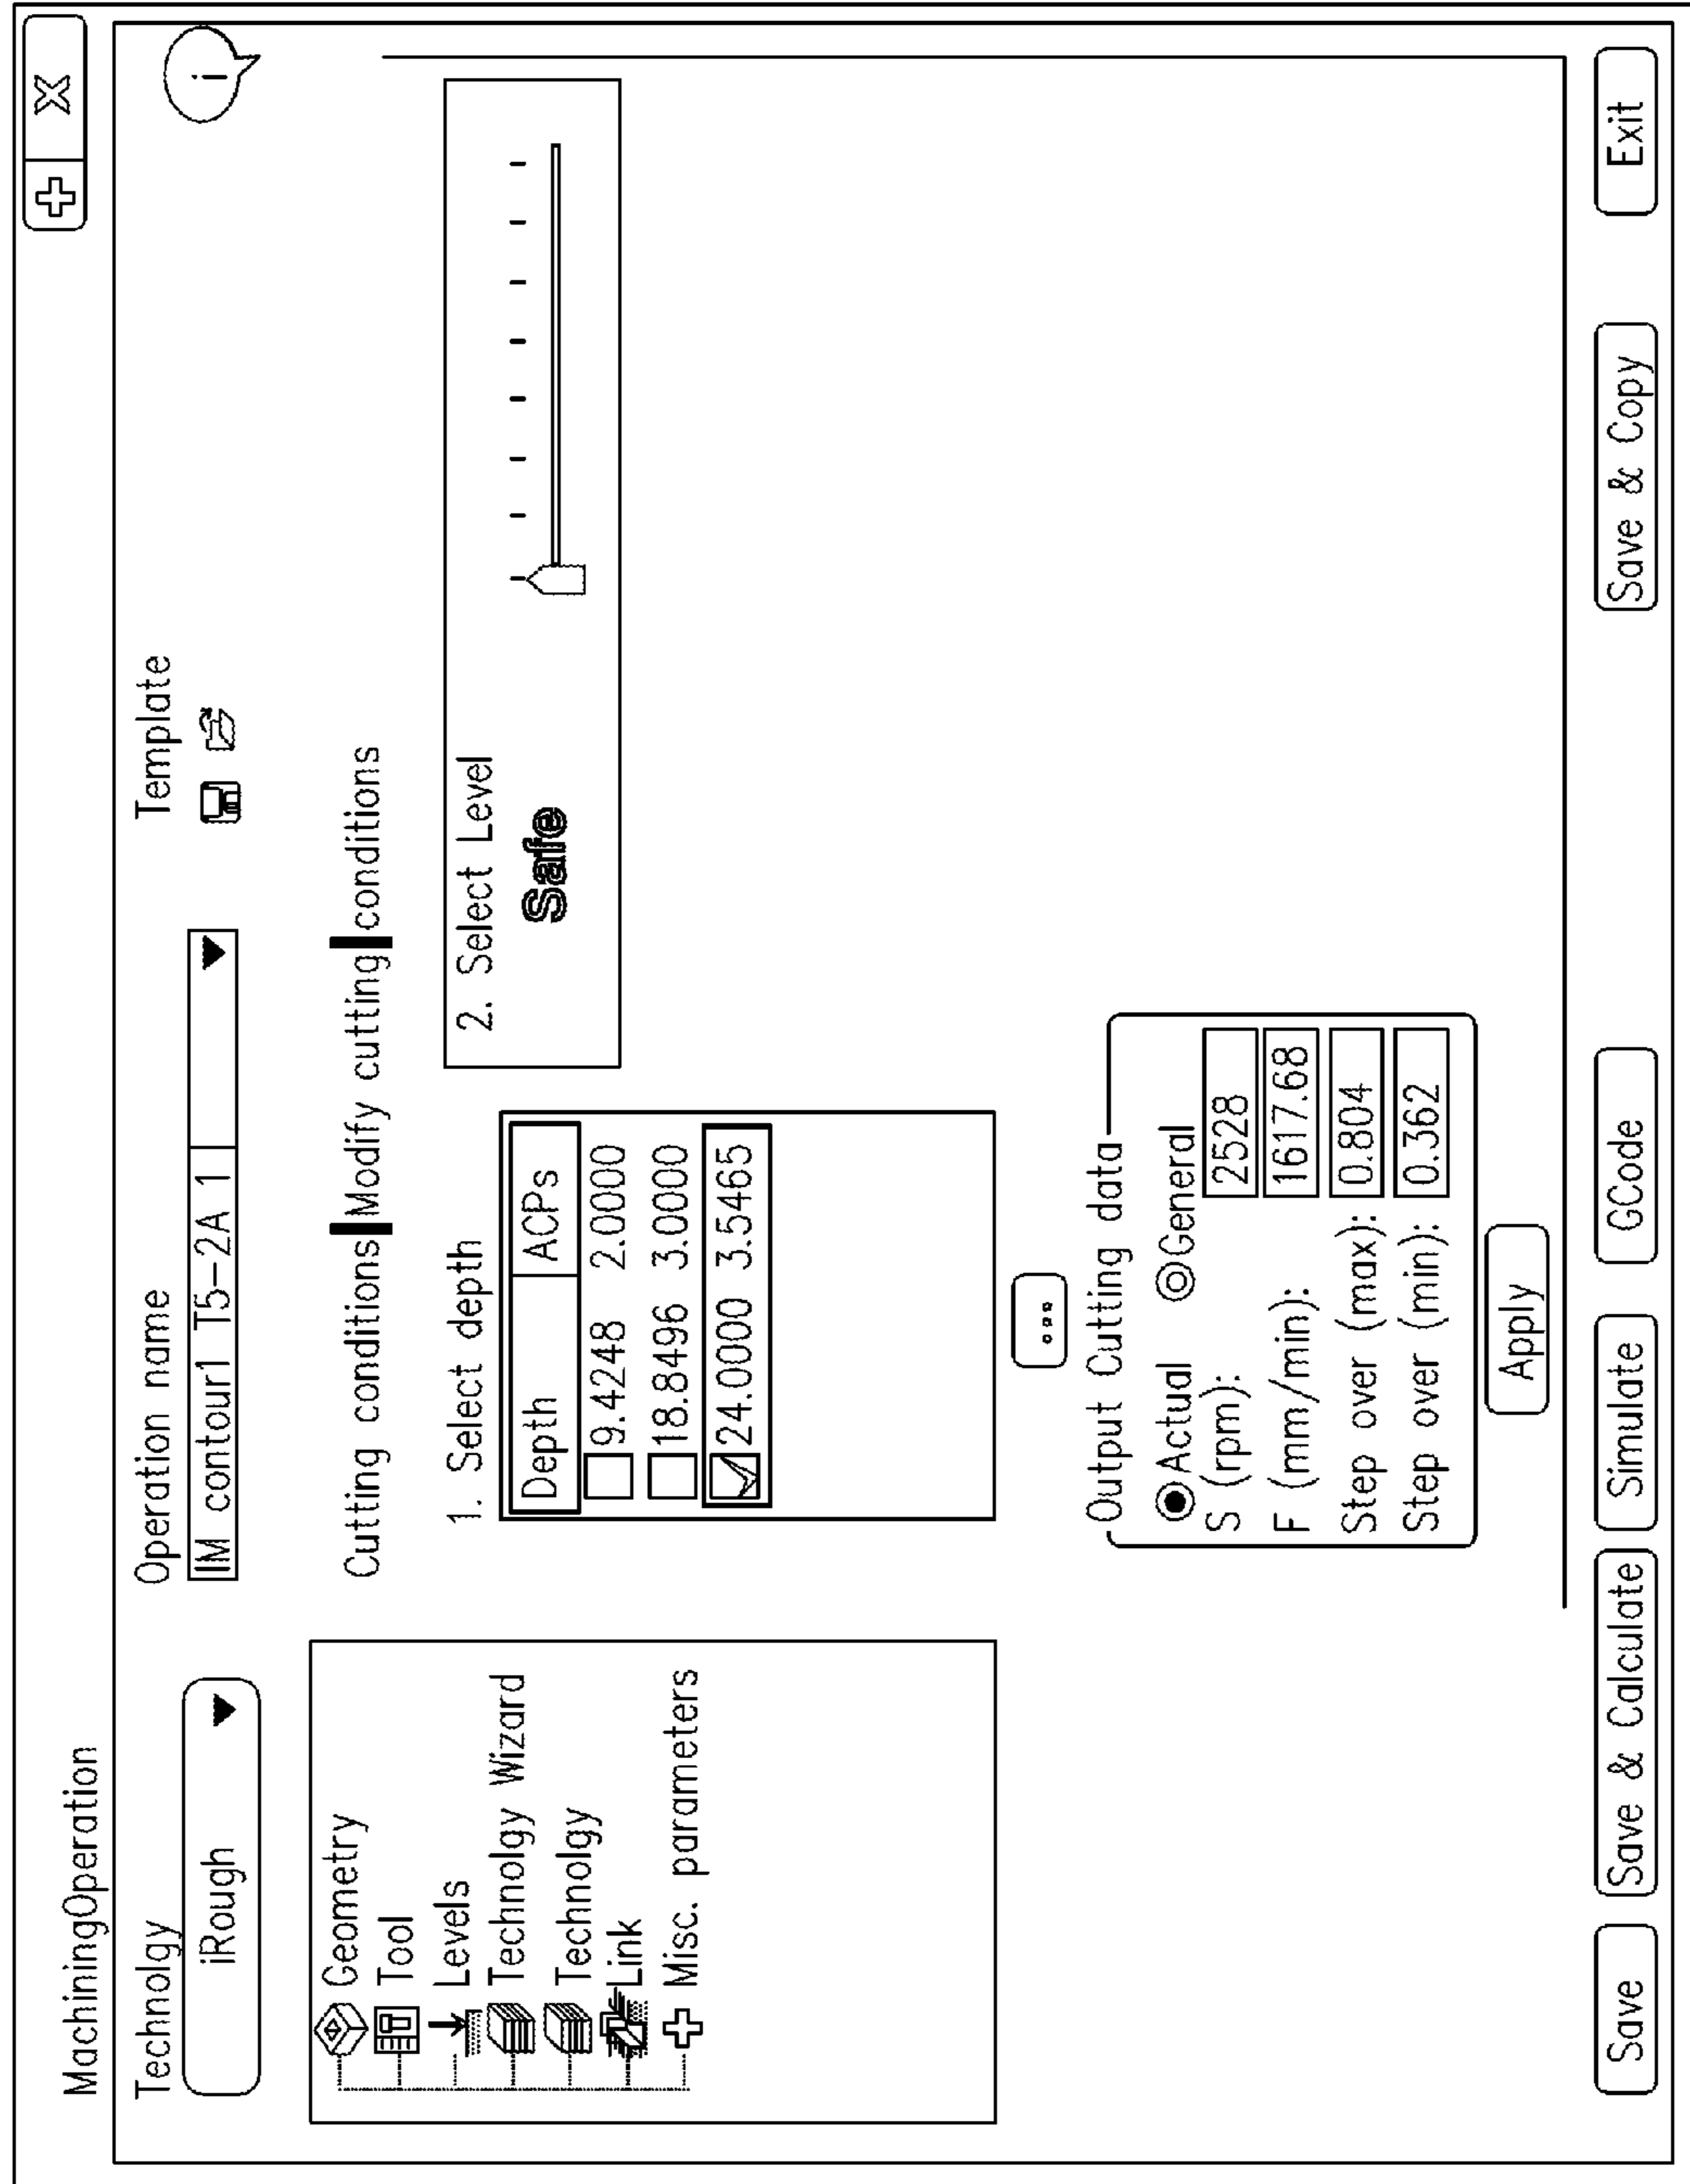 MachiningOperation
Technolgy
Operation name
Template
iRough
IM contour1 T5-2A 1
i
Geometry
Tool
Levels
Technolgy Wizard
Technolgy
Link
Misc. parameters
Cutting conditions Modify cutting conditions
1. Select depth
Depth ACPs
9.4248 2.0000
18.8496 3.0000
24.0000 3.5465
...
2. Select Level
Safe
Output Cutting data
Actual General
S (rpm): 2528
F (mm/min): 1617.68
Step over (max): 0.804
Step over (min): 0.362
Apply
Save Save & Calculate Simulate GCode Save & Copy Exit